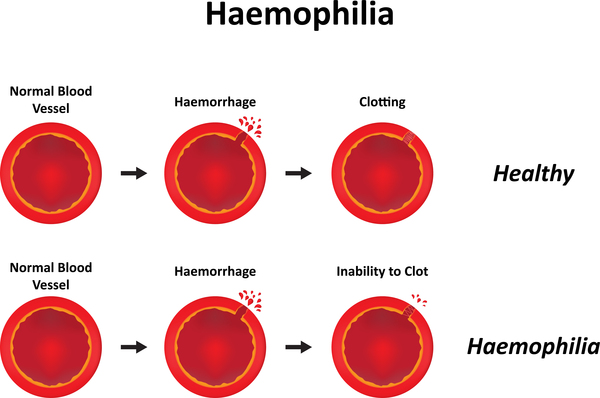 Haemophilia
Normal Blood
Vessel
Haemorrhage
Clotting
Healthy
Normal Blood
Vessel
Haemorrhage
Inability to Clot
Haemophilia